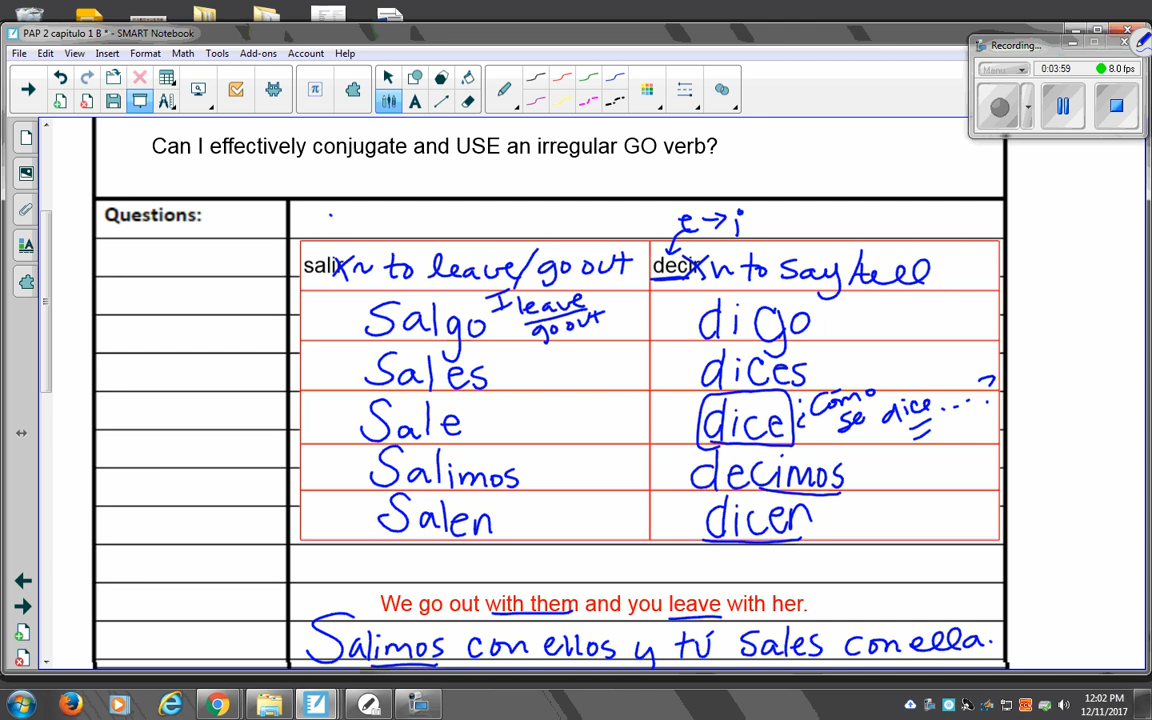 PAP 2 capitulo 1 B * - SMART Notebook
File Edit View Insert Format Math Tools Add-ons Account Help
Recording...
Menu 0:03:59 8.0 fps
Can I effectively conjugate and USE an irregular GO verb?
Questions:
e → i
salir to leave/go out
decir to say/tell
Salgo I leave
go out
digo
Sales
dices
Sale
dice ¿Cómo
se dice....?
Salimos
decimos
Salen
dicen
We go out with them and you leave with her.
Salimos con ellos y tú sales con ella.
12:02 PM
12/11/2017